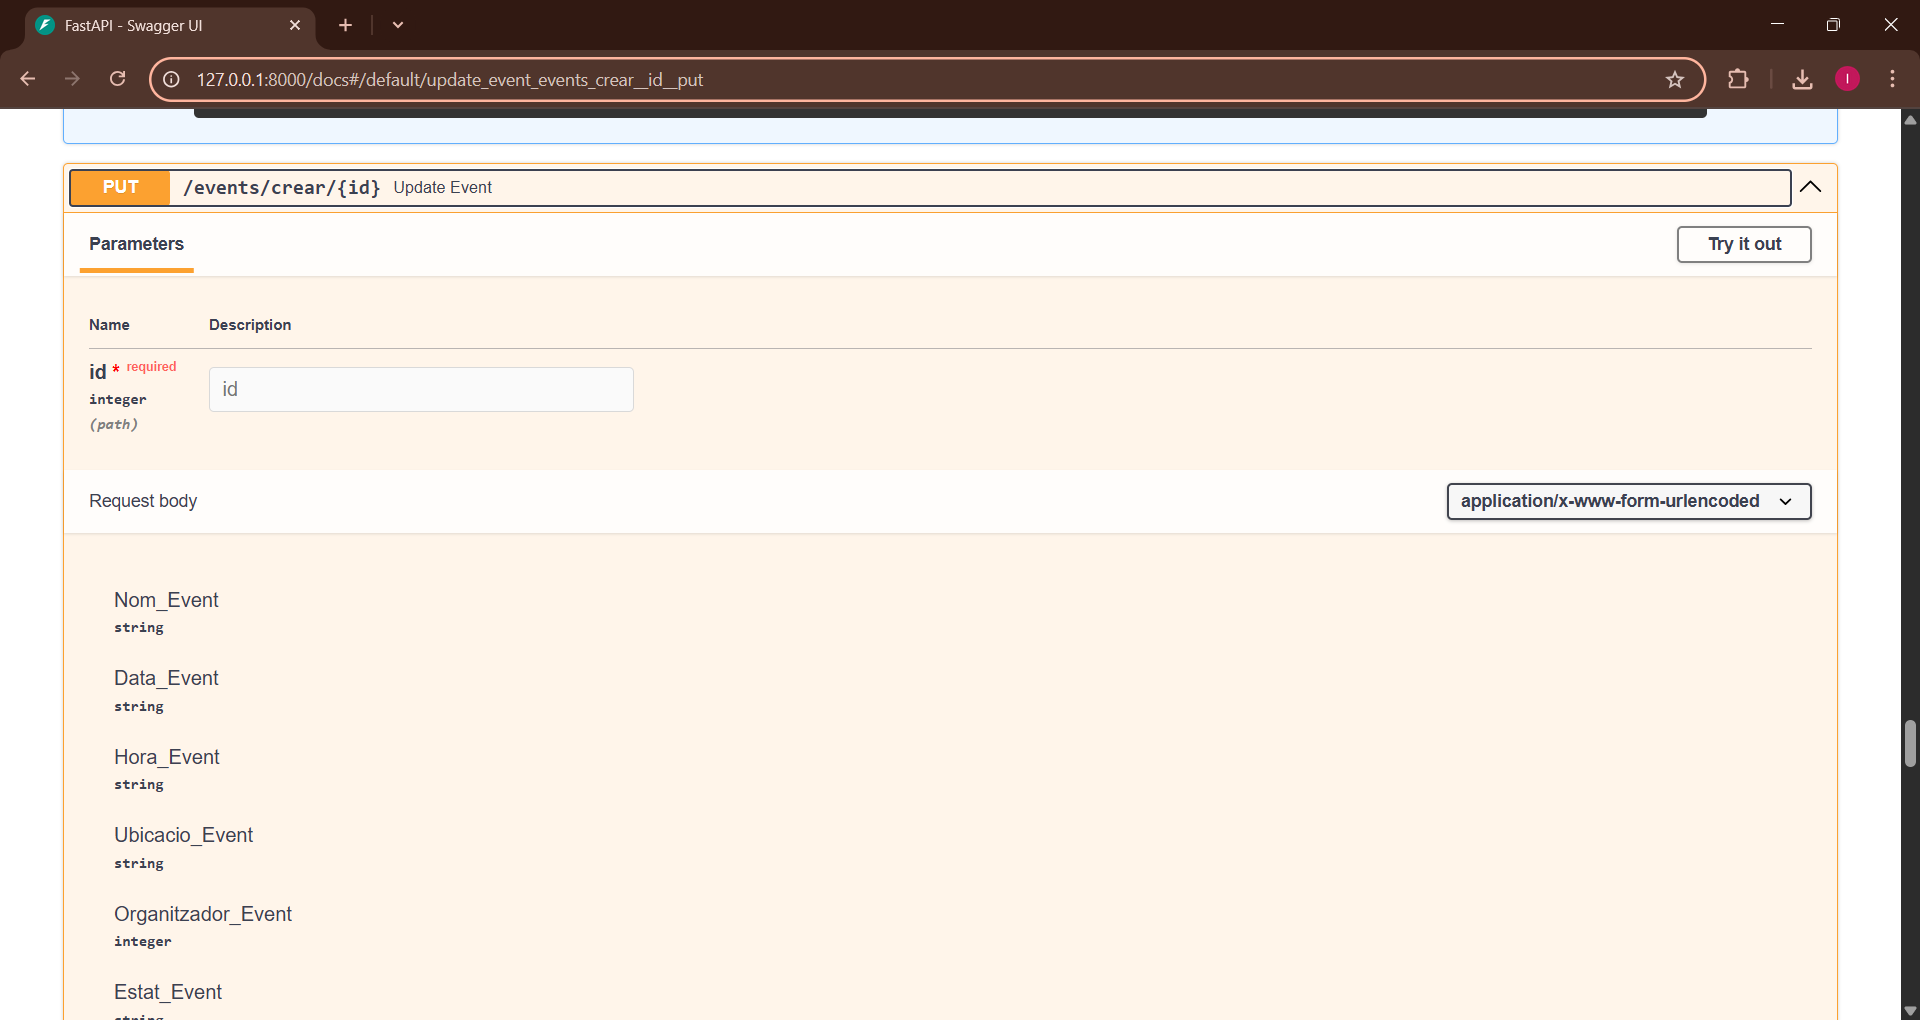 FastAPI - Swagger UI
127.0.0.1:8000/docs#/default/update_event_events_crear__id__put
I
PUT /events/crear/{id} Update Event
Parameters
Try it out
Name Description
id * required
integer
(path)
id
Request body
application/x-www-form-urlencoded
Nom_Event
string
Data_Event
string
Hora_Event
string
Ubicacio_Event
string
Organitzador_Event
integer
Estat_Event
string